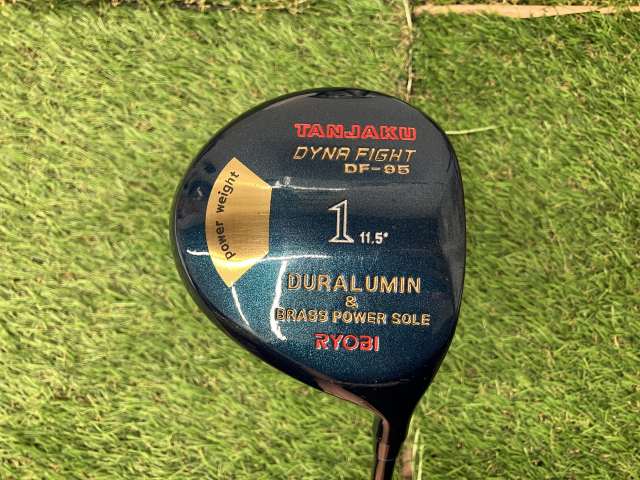 TANJAKU
DYNA FIGHT
DF-95
power weight
1 11.5°
DURALUMIN
&
BRASS POWER SOLE
RYOBI